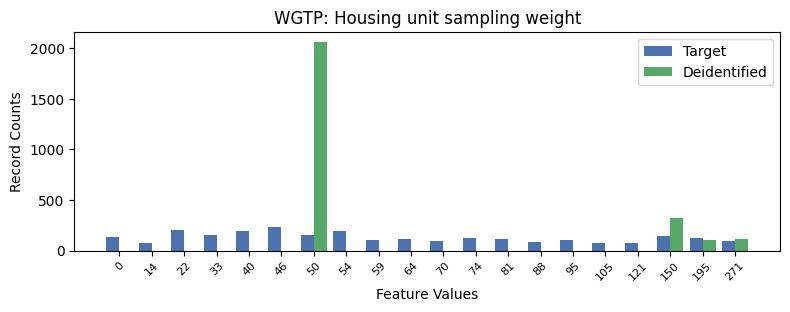 WGTP: Housing unit sampling weight
Target
Deidentified
Record Counts
2000
1500
1000
500
0
0 14 22 33 40 46 50 54 59 64 70 74 81 88 95 105 121 150 195 271
Feature Values